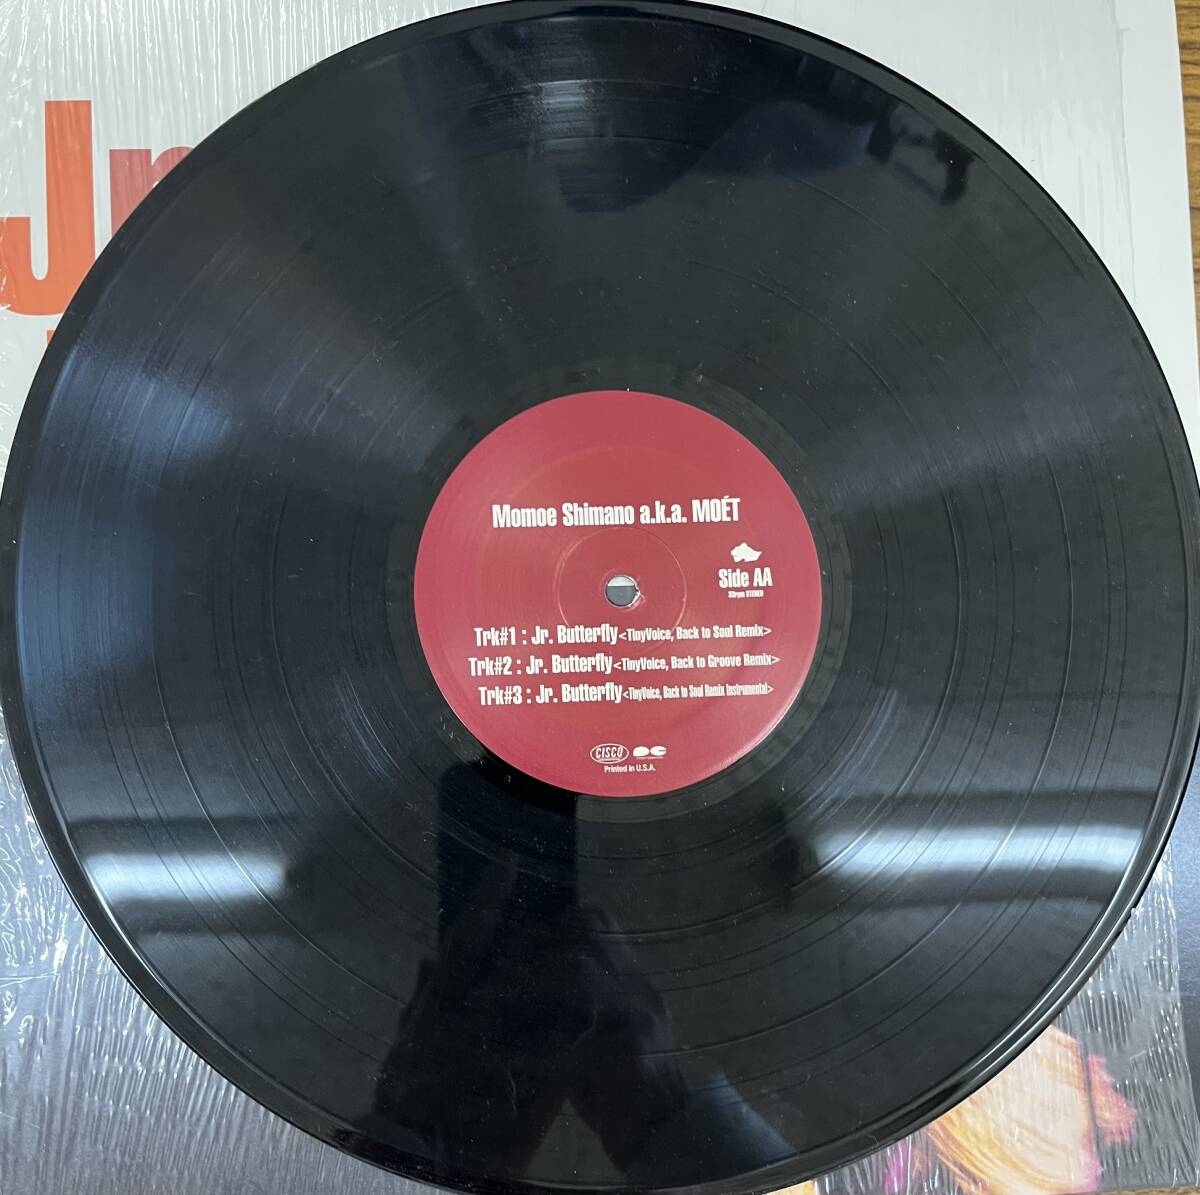 Jr
Momoe Shimano a.k.a. MOÉT
Side AA
33rpm STEREO
Trk#1 : Jr. Butterfly<TinyVoice, Back to Soul Remix>
Trk#2 : Jr. Butterfly<TinyVoice, Back to Groove Remix>
Trk#3 : Jr. Butterfly<TinyVoice, Back to Soul Remix Instrumental>
CISCO
Printed in U.S.A.